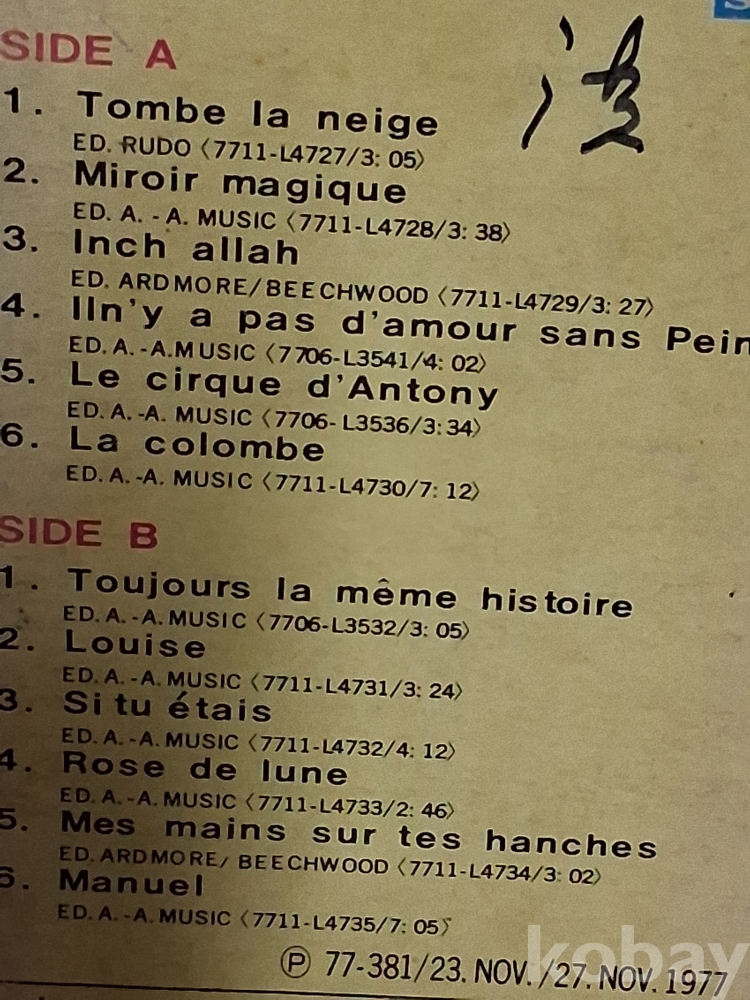 SIDE A
1. Tombe la neige
ED. RUDO ⟨7711-L4727/3: 05⟩
2. Miroir magique
ED. A. - A. MUSIC ⟨7711-L4728/3: 38⟩
3. Inch allah
ED. ARDMORE/BEECHWOOD ⟨7711-L4729/3: 27⟩
4. IIn'y a pas d'amour sans Pein
ED. A. -A.MUSIC ⟨7706-L3541/4: 02⟩
5. Le cirque d'Antony
ED. A. -A. MUSIC ⟨7706-L3536/3:34⟩
6. La colombe
ED. A. -A. MUSIC ⟨7711-L4730/7: 12⟩
SIDE B
1. Toujours la même histoire
ED. A. -A. MUSIC ⟨7706-L3532/3: 05⟩
2. Louise
ED. A. -A. MUSIC ⟨7711-L4731/3: 24⟩
3. Si tu étais
ED. A. -A. MUSIC ⟨7711-L4732/4: 12⟩
4. Rose de lune
ED. A. -A. MUSIC ⟨7711-L4733/2: 46⟩
5. Mes mains sur tes hanches
ED. ARDMORE/ BEECHWOOD ⟨7711-L4734/3: 02⟩
6. Manuel
ED. A. -A. MUSIC ⟨7711-L4735/7: 05⟩
Ⓟ 77-381/23. NOV. /27. NOV. 1977
kobay